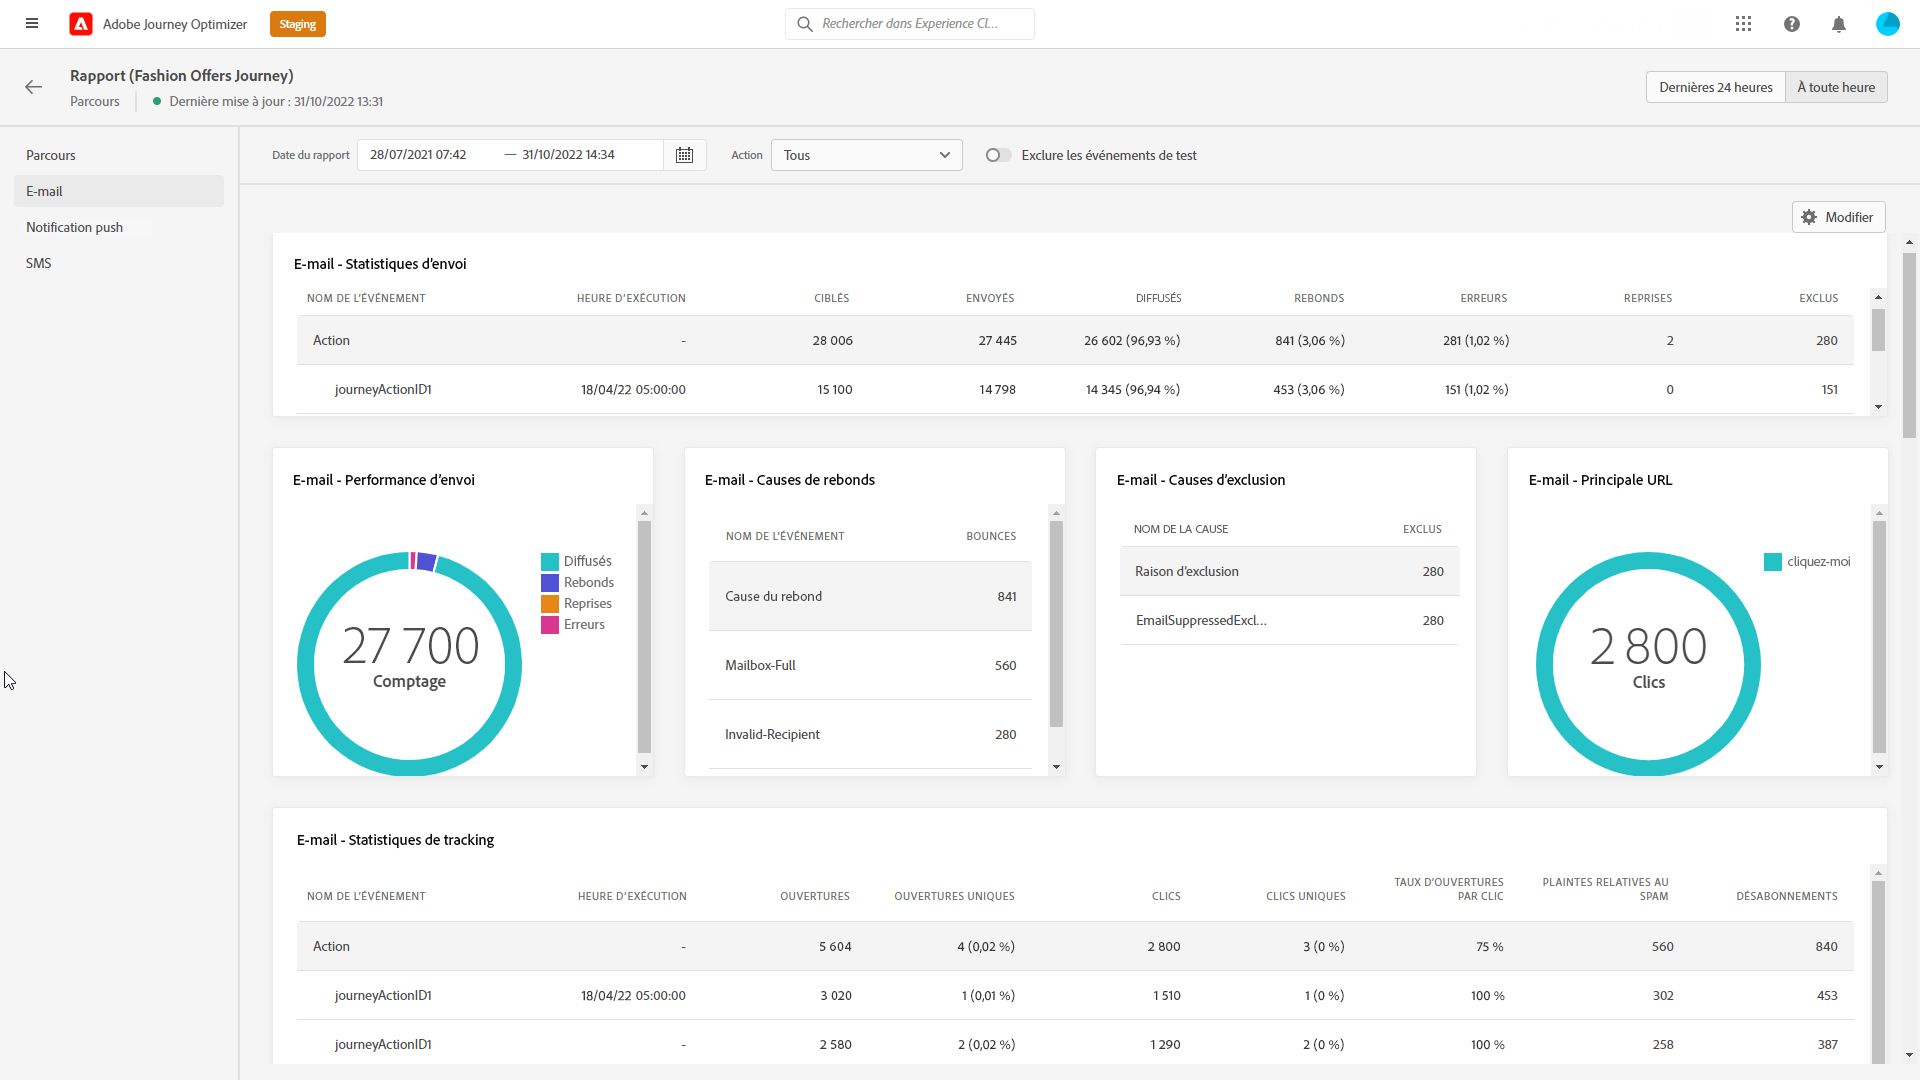 Adobe Journey Optimizer
Staging
Rechercher dans Experience Cl...
Rapport (Fashion Offers Journey)
Parcours
Dernière mise à jour : 31/10/2022 13:31
Dernières 24 heures
À toute heure
Parcours
E-mail
Notification push
SMS
Date du rapport
28/07/2021 07:42 — 31/10/2022 14:34
Action
Tous
Exclure les événements de test
Modifier
E-mail - Statistiques d'envoi
NOM DE L'ÉVÉNEMENT HEURE D'EXÉCUTION CIBLÉS ENVOYÉS DIFFUSÉS REBONDS ERREURS REPRISES EXCLUS
Action - 28 006 27 445 26 602 (96,93 %) 841 (3,06 %) 281 (1,02 %) 2 280
journeyActionID1 18/04/22 05:00:00 15 100 14 798 14 345 (96,94 %) 453 (3,06 %) 151 (1,02 %) 0 151
E-mail - Performance d'envoi
Diffusés
Rebonds
Reprises
Erreurs
27 700
Comptage
E-mail - Causes de rebonds
NOM DE L'ÉVÉNEMENT BOUNCES
Cause du rebond 841
Mailbox-Full 560
Invalid-Recipient 280
E-mail - Causes d'exclusion
NOM DE LA CAUSE EXCLUS
Raison d'exclusion 280
EmailSuppressedExcl... 280
E-mail - Principale URL
cliquez-moi
2 800
Clics
E-mail - Statistiques de tracking
NOM DE L'ÉVÉNEMENT HEURE D'EXÉCUTION OUVERTURES OUVERTURES UNIQUES CLICS CLICS UNIQUES TAUX D'OUVERTURES PAR CLIC PLAINTES RELATIVES AU SPAM DÉSABONNEMENTS
Action - 5 604 4 (0,02 %) 2 800 3 (0 %) 75 % 560 840
journeyActionID1 18/04/22 05:00:00 3 020 1 (0,01 %) 1 510 1 (0 %) 100 % 302 453
journeyActionID1 - 2 580 2 (0,02 %) 1 290 2 (0 %) 100 % 258 387